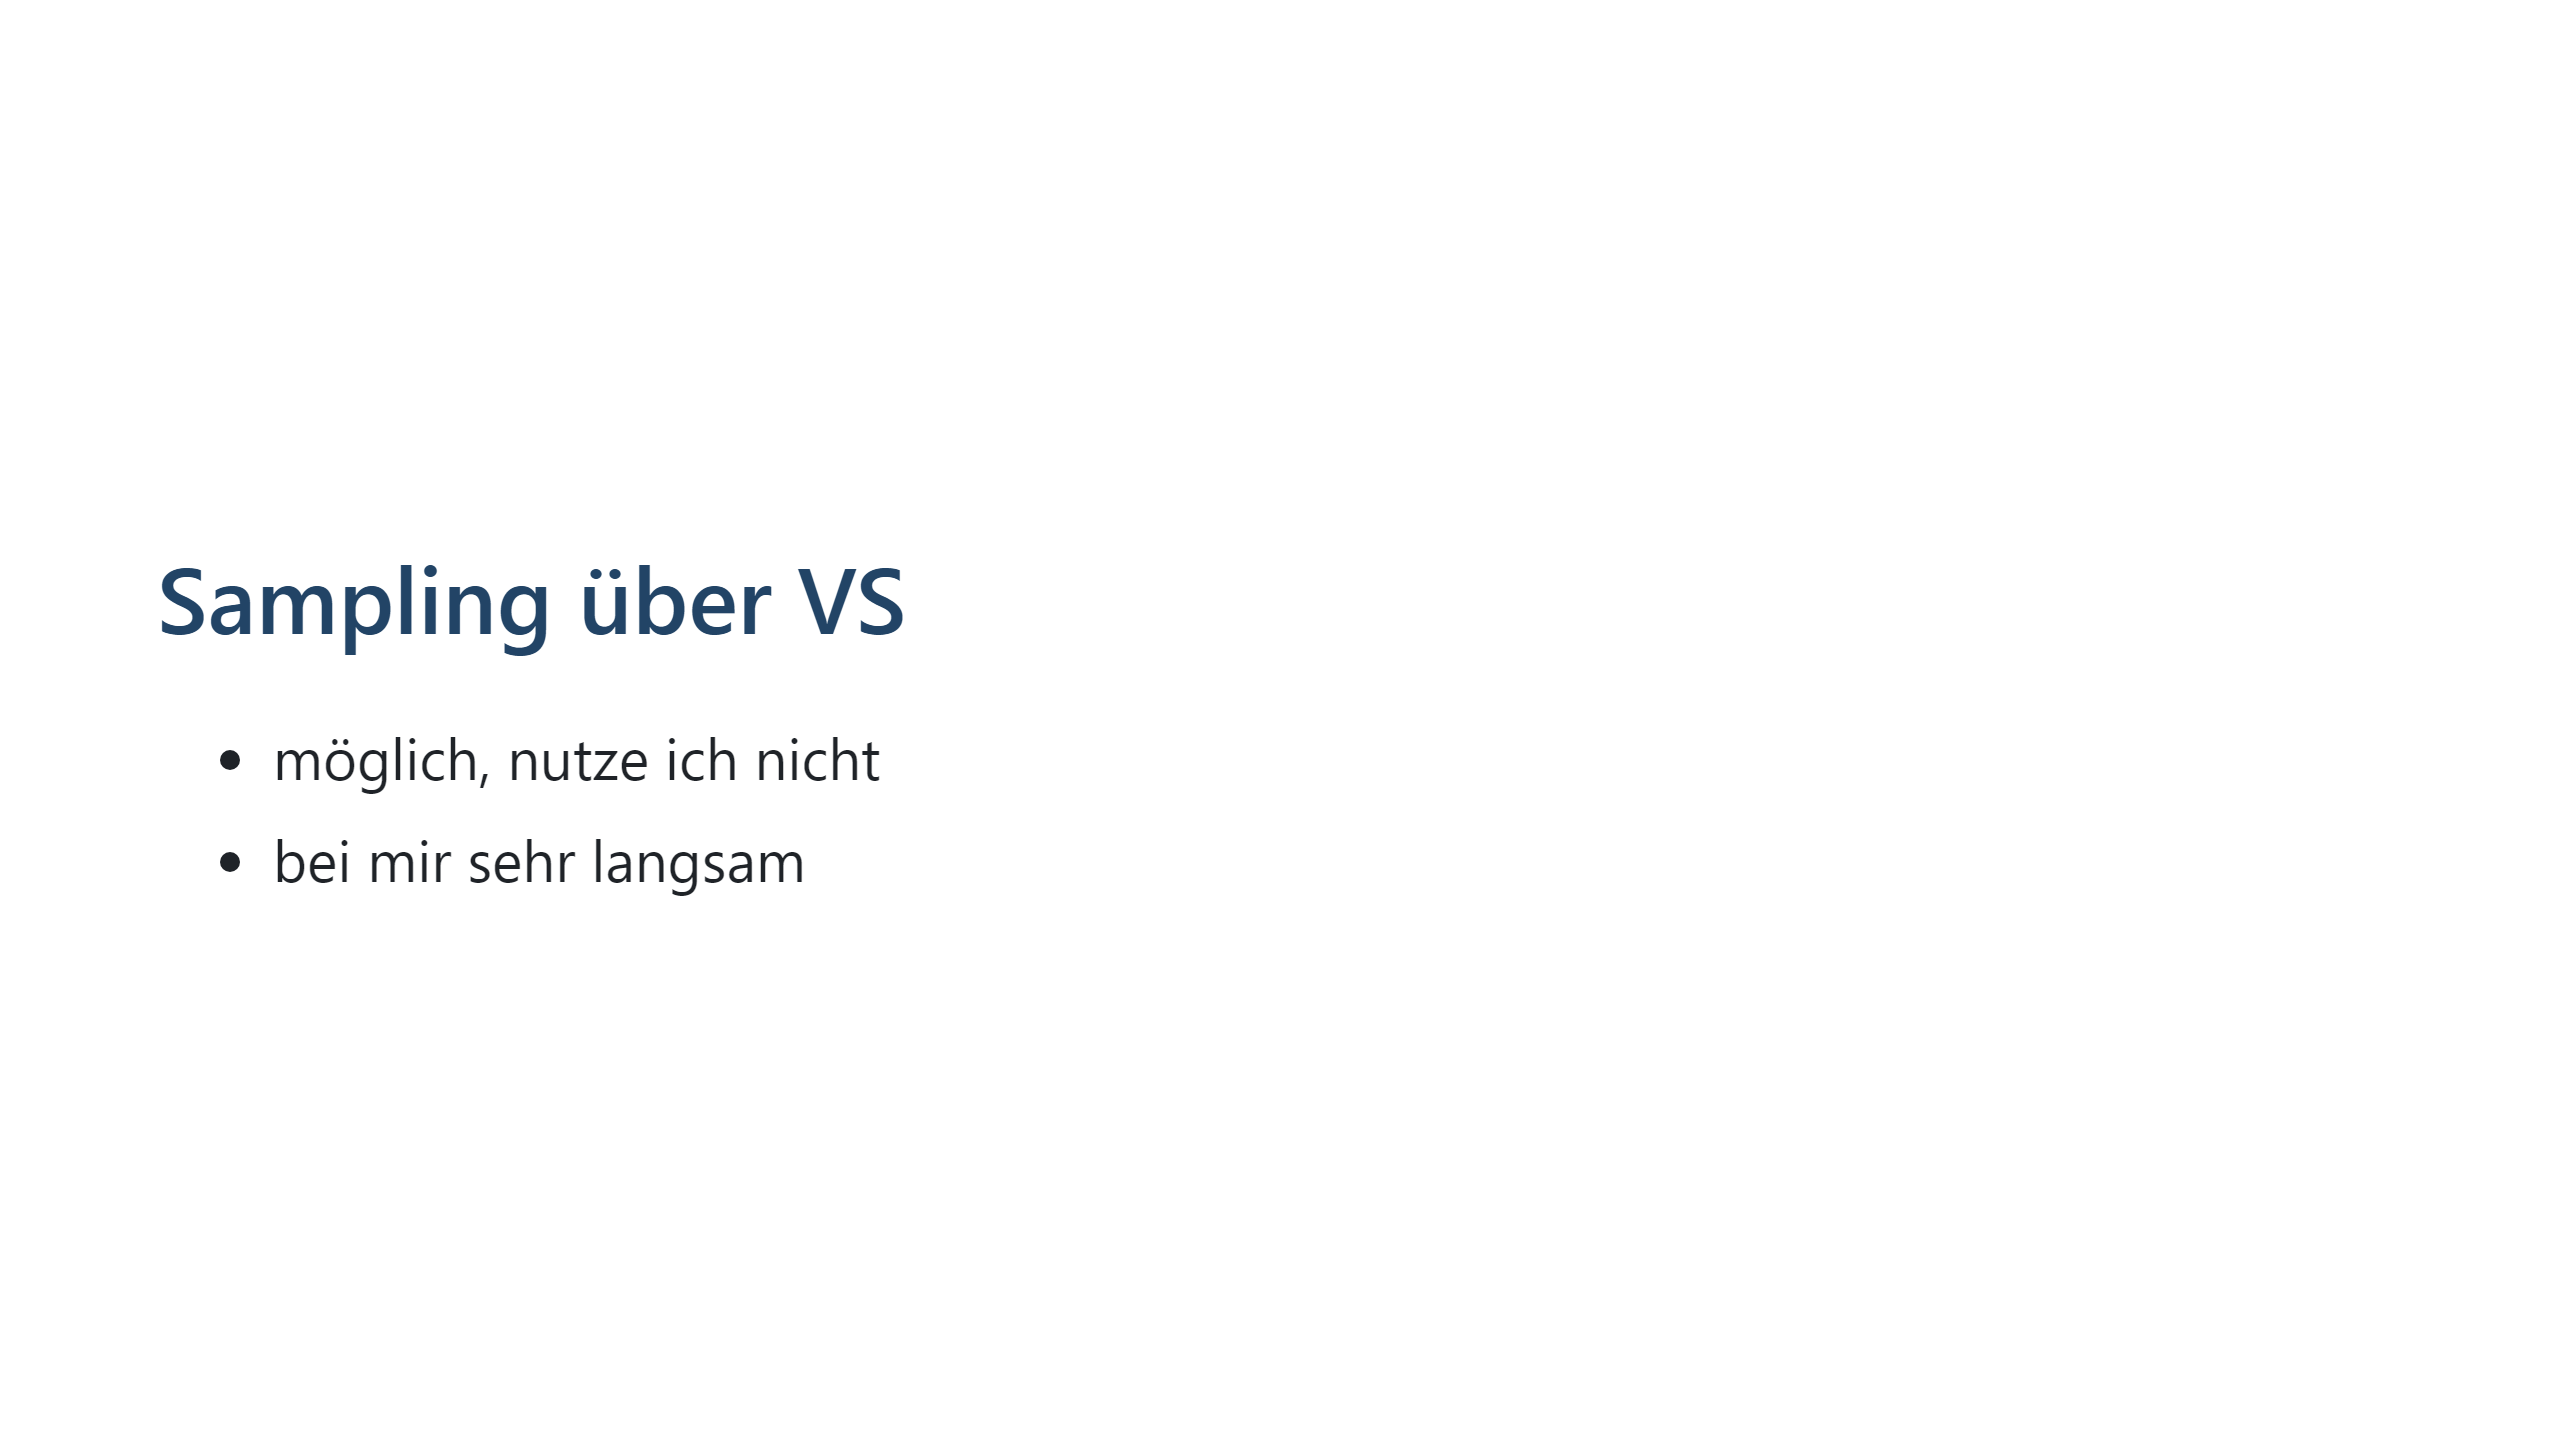 Sampling über VS
möglich, nutze ich nicht
bei mir sehr langsam